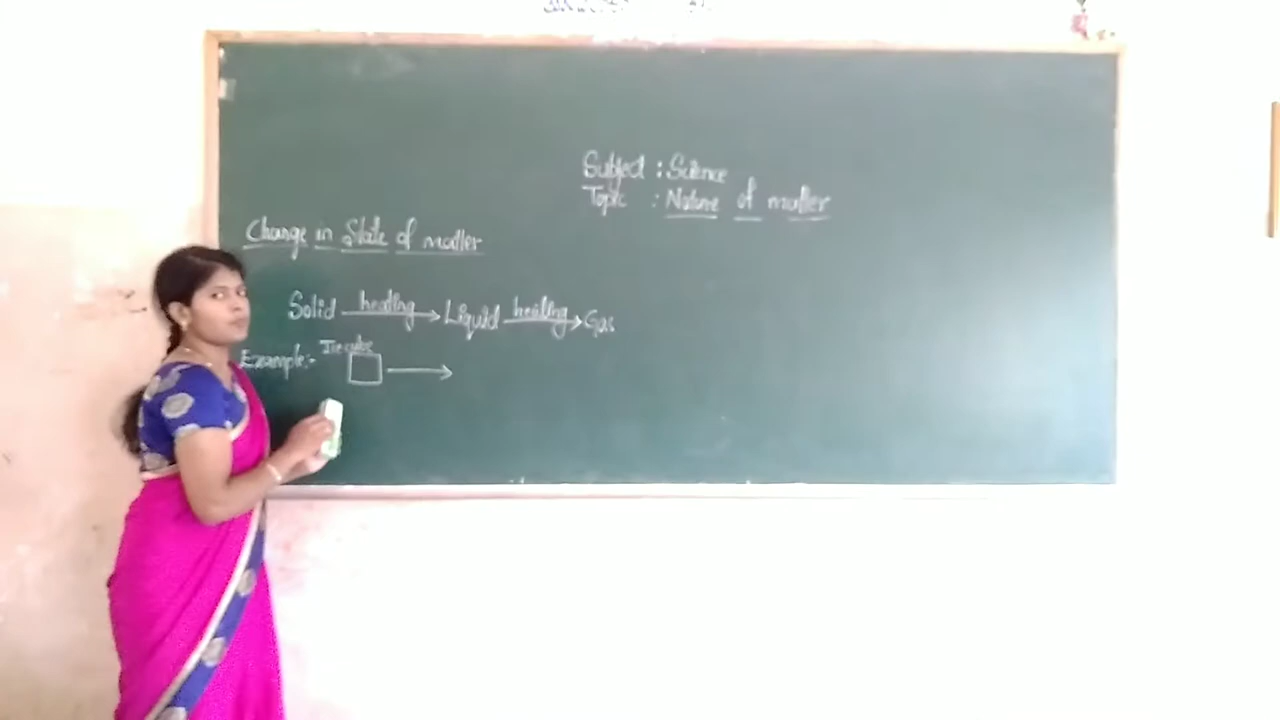 Subject : Science
Topic : Nature of matter
Change in State of matter
Solid heating Liquid heating Gas
Example:- Ice cube